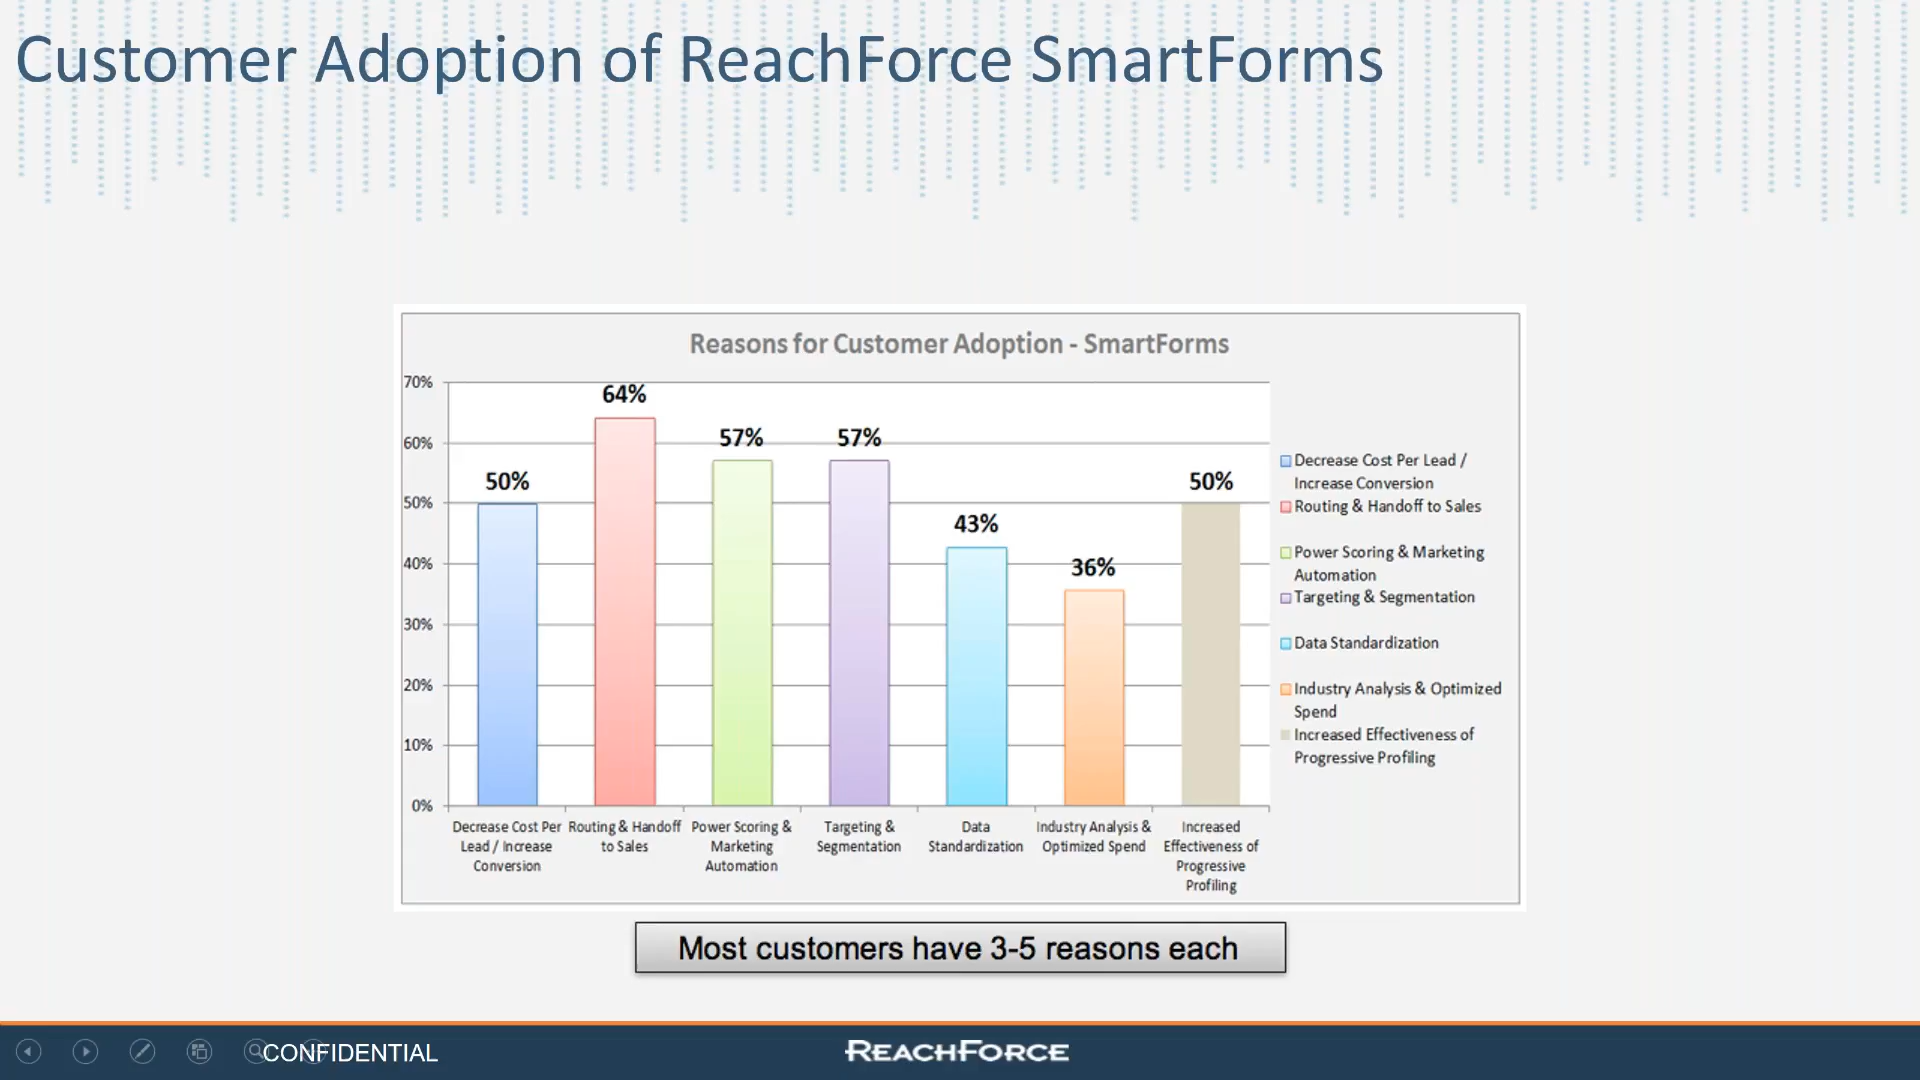 Customer Adoption of ReachForce SmartForms
Reasons for Customer Adoption - SmartForms
70%
60%
50%
40%
30%
20%
10%
0%
50%
64%
57%
57%
43%
36%
50%
Decrease Cost Per
Lead / Increase
Conversion
Routing & Handoff
to Sales
Power Scoring &
Marketing
Automation
Targeting &
Segmentation
Data
Standardization
Industry Analysis &
Optimized Spend
Increased
Effectiveness of
Progressive
Profiling
Decrease Cost Per Lead /
Increase Conversion
Routing & Handoff to Sales
Power Scoring & Marketing
Automation
Targeting & Segmentation
Data Standardization
Industry Analysis & Optimized
Spend
Increased Effectiveness of
Progressive Profiling
Most customers have 3-5 reasons each
CONFIDENTIAL
REACHFORCE